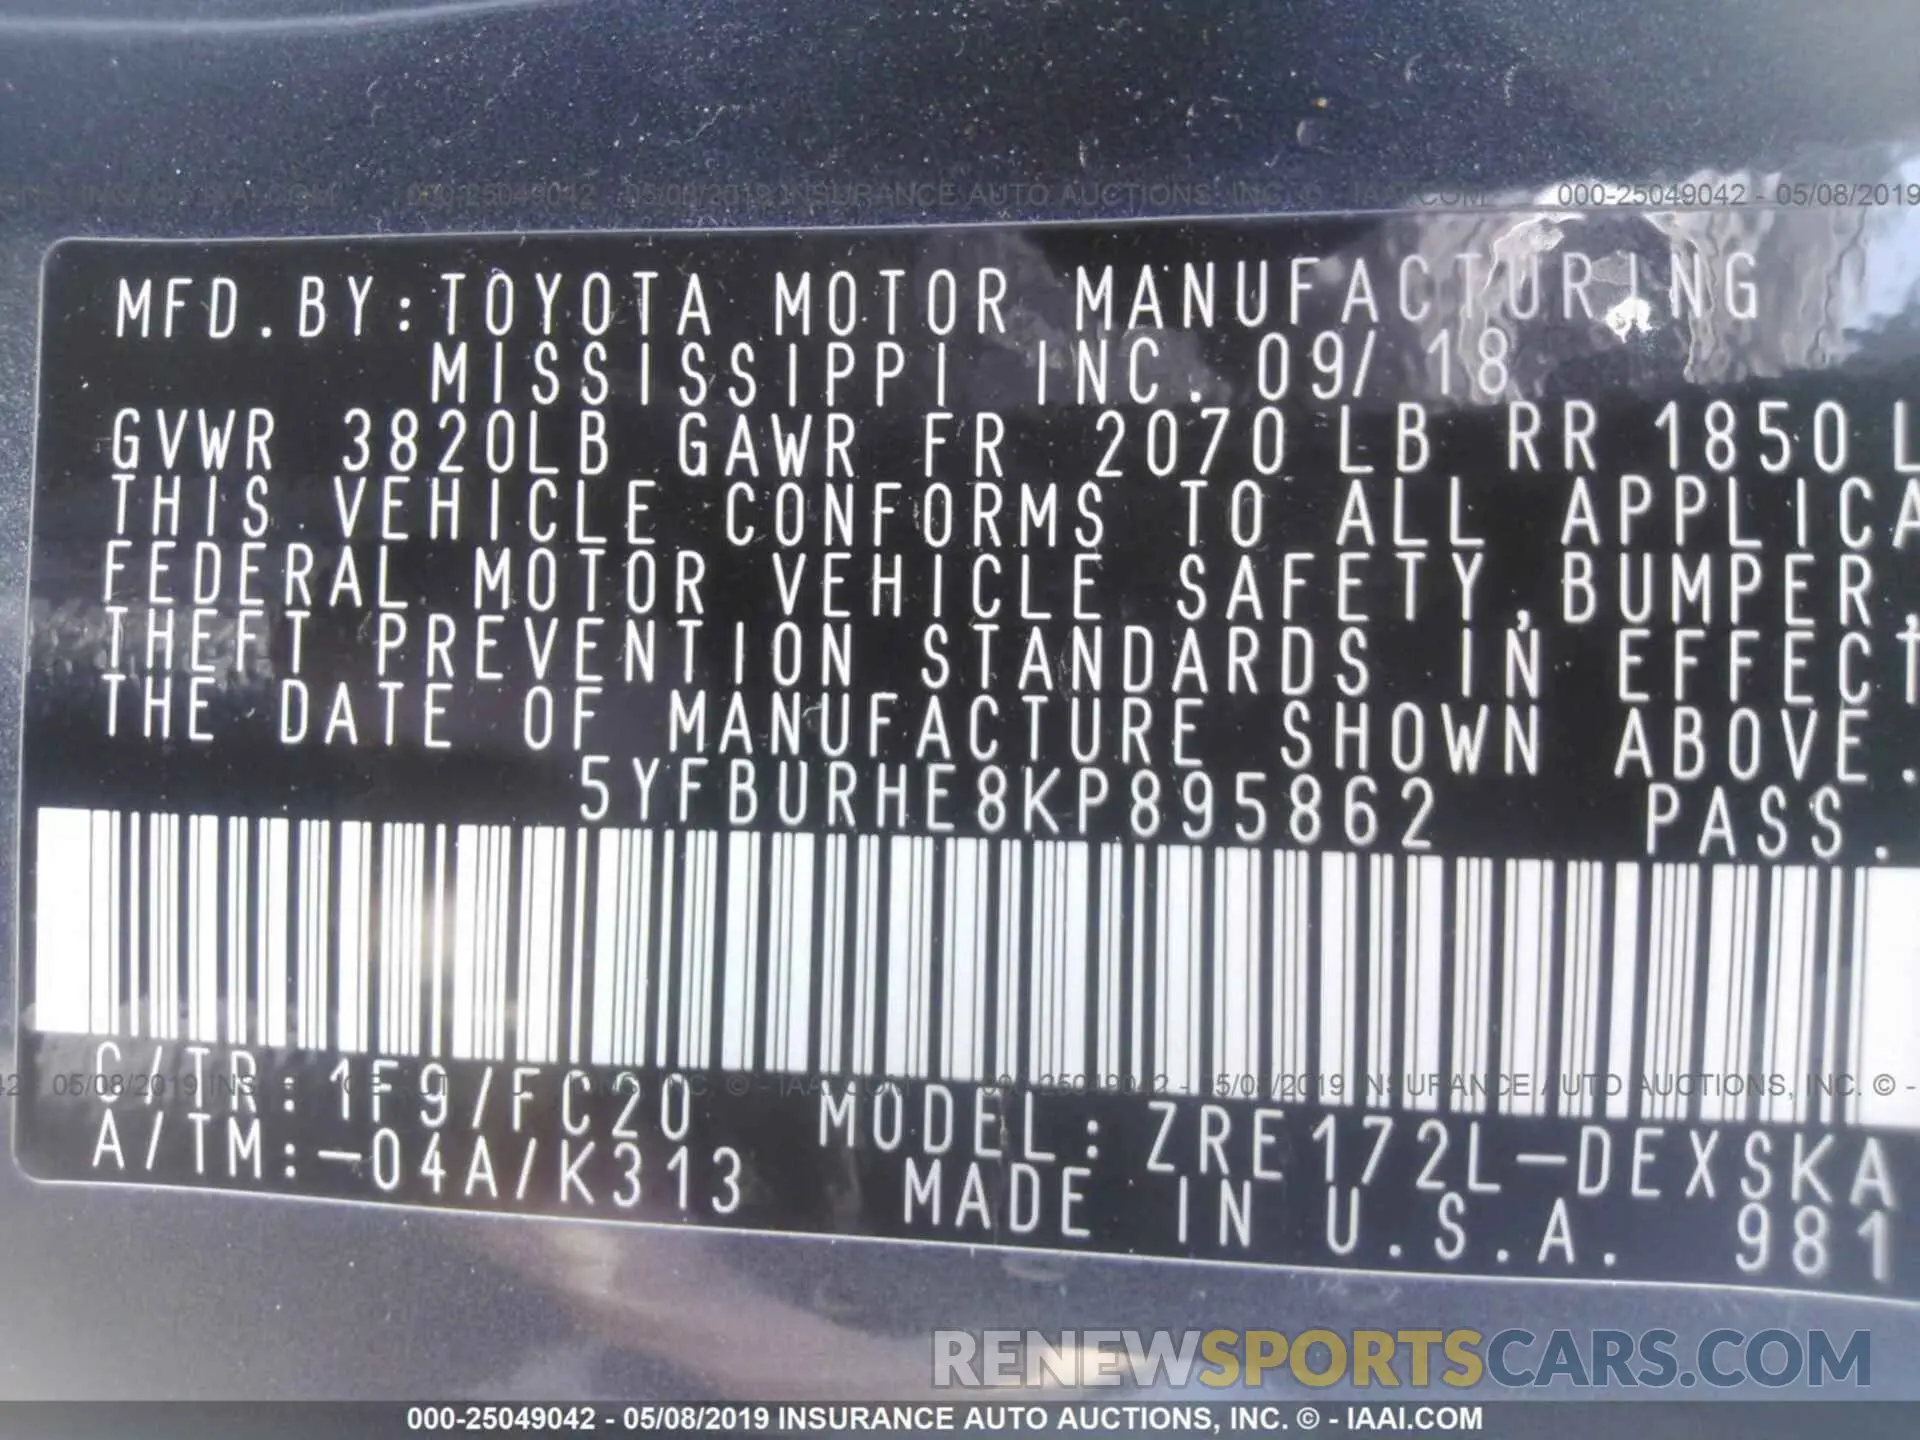 000-25049042 - 05/08/2019 INSURANCE AUTO AUCTIONS, INC. © - IAAI.COM 000-25049042 - 05/08/2019
MFD.BY:TOYOTA MOTOR MANUFACTURING
MISSISSIPPI INC. 09/18
GVWR 3820LB GAWR FR 2070LB RR 1850L
THIS VEHICLE CONFORMS TO ALL APPLICA
FEDERAL MOTOR VEHICLE SAFETY,BUMPER,
THEFT PREVENTION STANDARDS IN EFFECT
THE DATE OF MANUFACTURE SHOWN ABOVE.
5YFBURHE8KP895862 PASS.
C/TR:1F9/FC20 MODEL:ZRE172L-DEXSKA
A/TM:-04A/K313 MADE IN U.S.A. 981
RENEWSPORTSCARS.COM
000-25049042 - 05/08/2019 INSURANCE AUTO AUCTIONS, INC. © - IAAI.COM